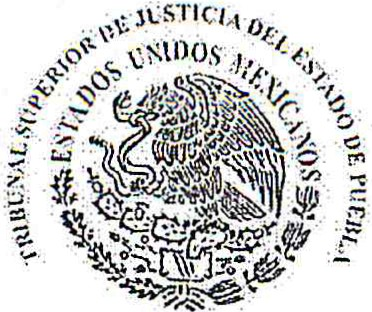 TRIBUNAL SUPERIOR DE JUSTICIA DEL ESTADO DE PUEBLA
ESTADOS UNIDOS MEXICANOS